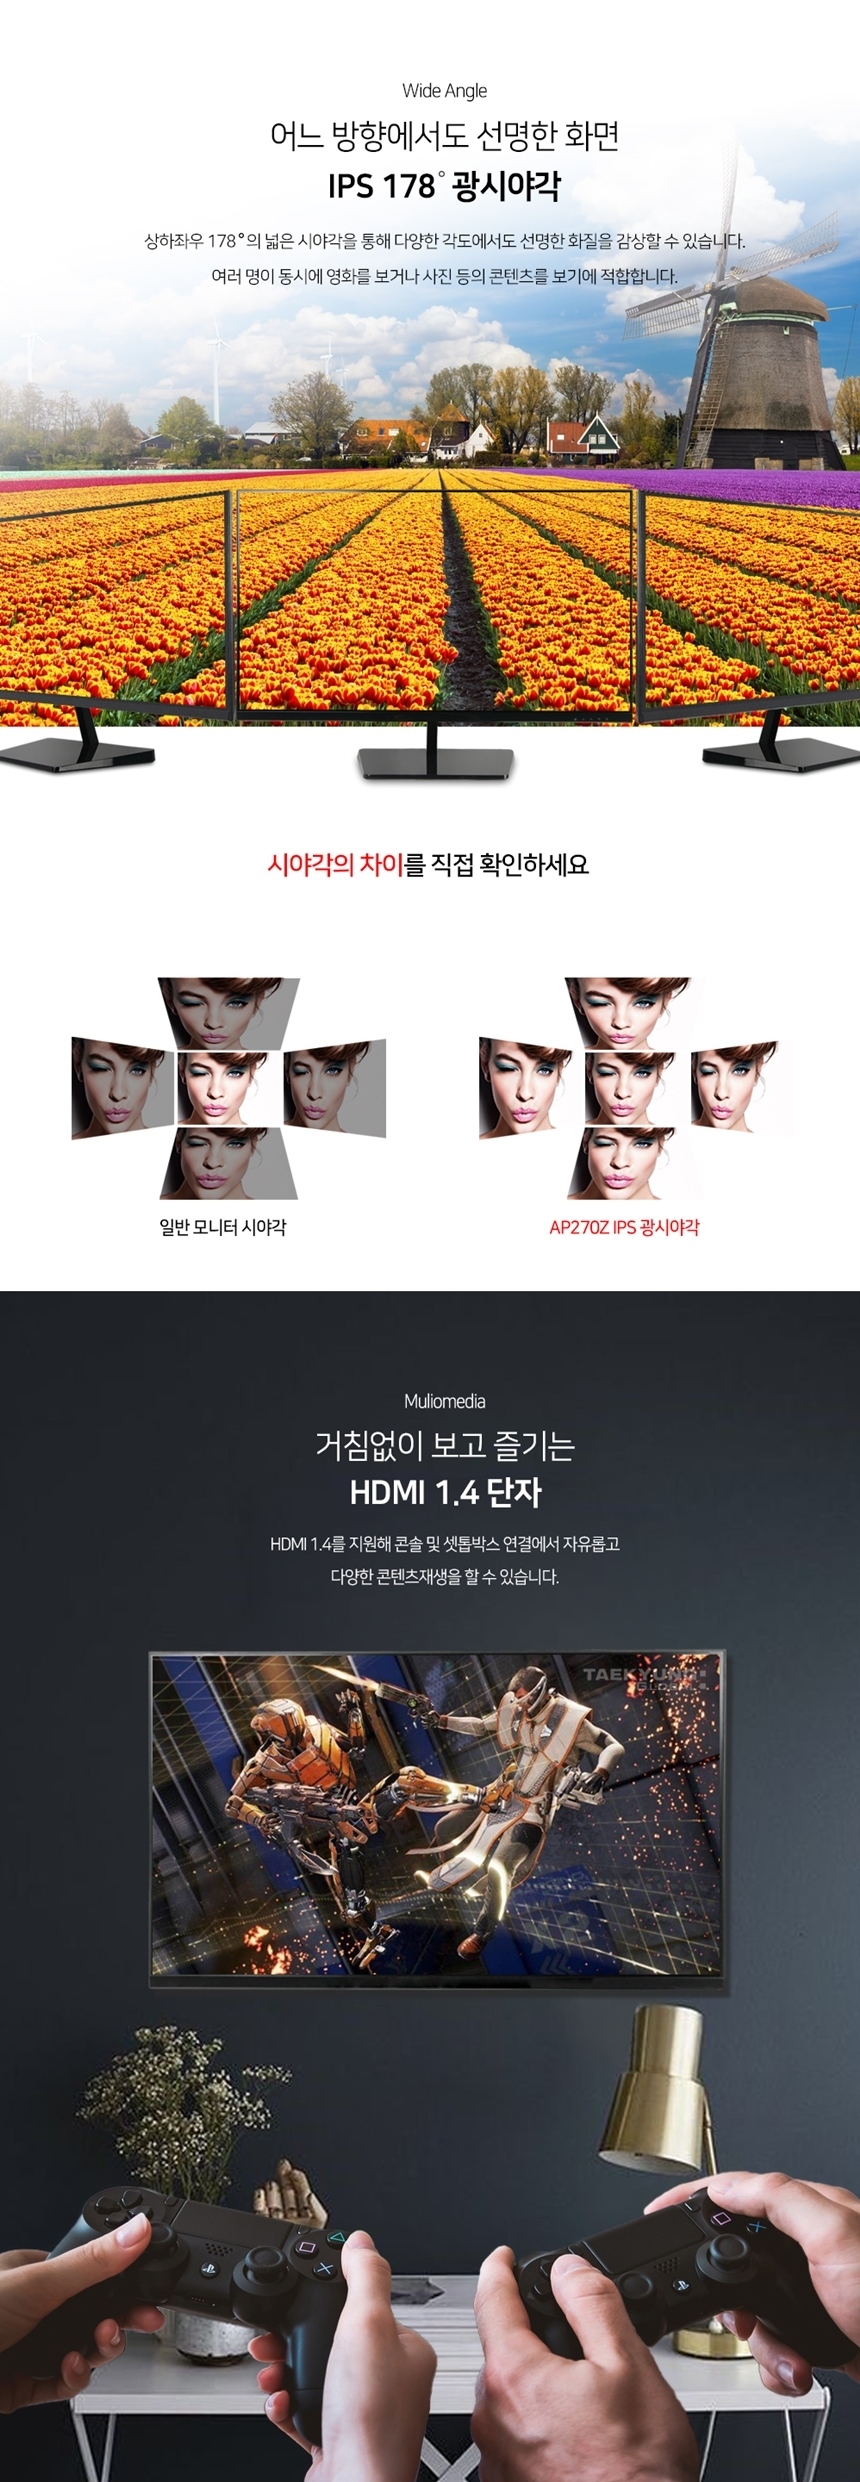 Wide Angle
어느 방향에서도 선명한 화면
IPS 178° 광시야각
상하좌우 178°의 넓은 시야각을 통해 다양한 각도에서도 선명한 화질을 감상할 수 있습니다.
여러 명이 동시에 영화를 보거나 사진 등의 콘텐츠를 보기에 적합합니다.
시야각의 차이를 직접 확인하세요
일반 모니터 시야각
AP270Z IPS 광시야각
Muliomedia
거침없이 보고 즐기는
HDMI 1.4 단자
HDMI 1.4를 지원해 콘솔 및 셋톱박스 연결에서 자유롭고
다양한 콘텐츠재생을 할 수 있습니다.
TAEKYUNG
GLOBAL